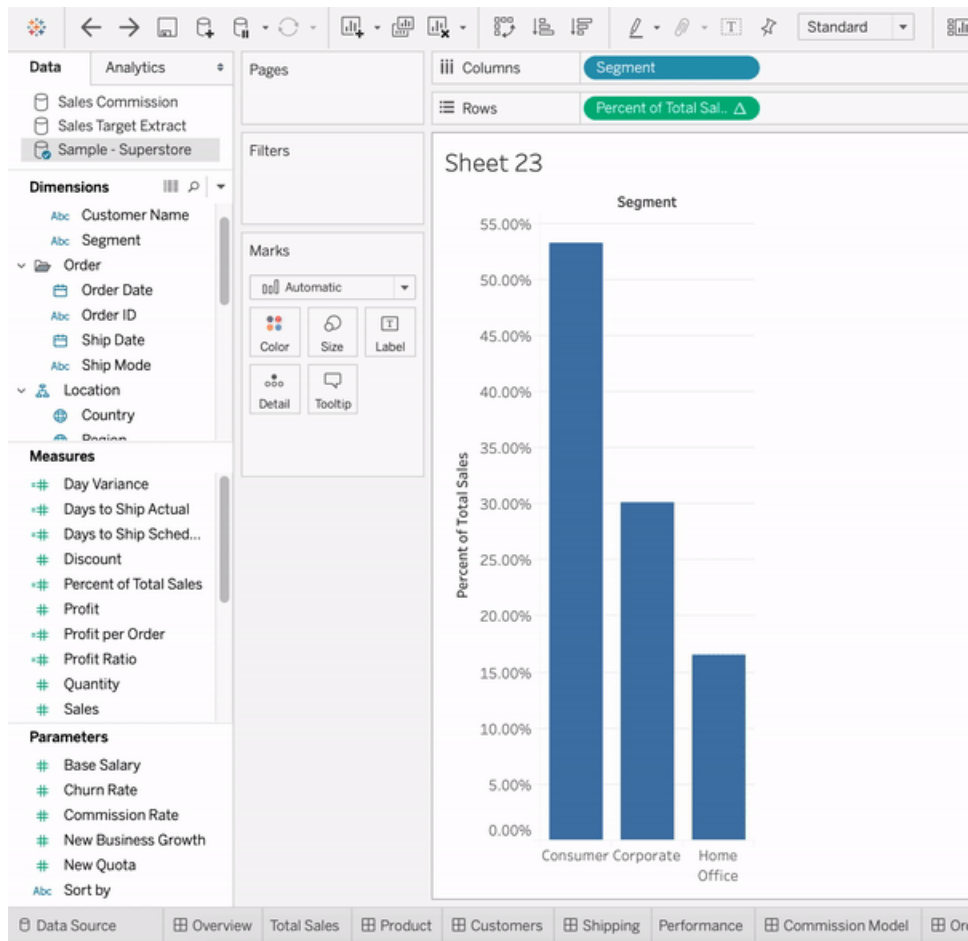 Standard
Data
Analytics
Sales Commission
Sales Target Extract
Sample - Superstore
Dimensions
Abc Customer Name
Abc Segment
Order
Order Date
Abc Order ID
Ship Date
Abc Ship Mode
Location
Country
Region
Measures
Day Variance
Days to Ship Actual
Days to Ship Sched...
Discount
Percent of Total Sales
Profit
Profit per Order
Profit Ratio
Quantity
Sales
Parameters
Base Salary
Churn Rate
Commission Rate
New Business Growth
New Quota
Abc Sort by
Pages
Filters
Marks
Automatic
Color Size Label
Detail Tooltip
Columns Segment
Rows Percent of Total Sal.. Δ
Sheet 23
Segment
55.00%
50.00%
45.00%
40.00%
35.00%
30.00%
25.00%
20.00%
15.00%
10.00%
5.00%
0.00%
Percent of Total Sales
Consumer Corporate Home
Office
Data Source Overview Total Sales Product Customers Shipping Performance Commission Model